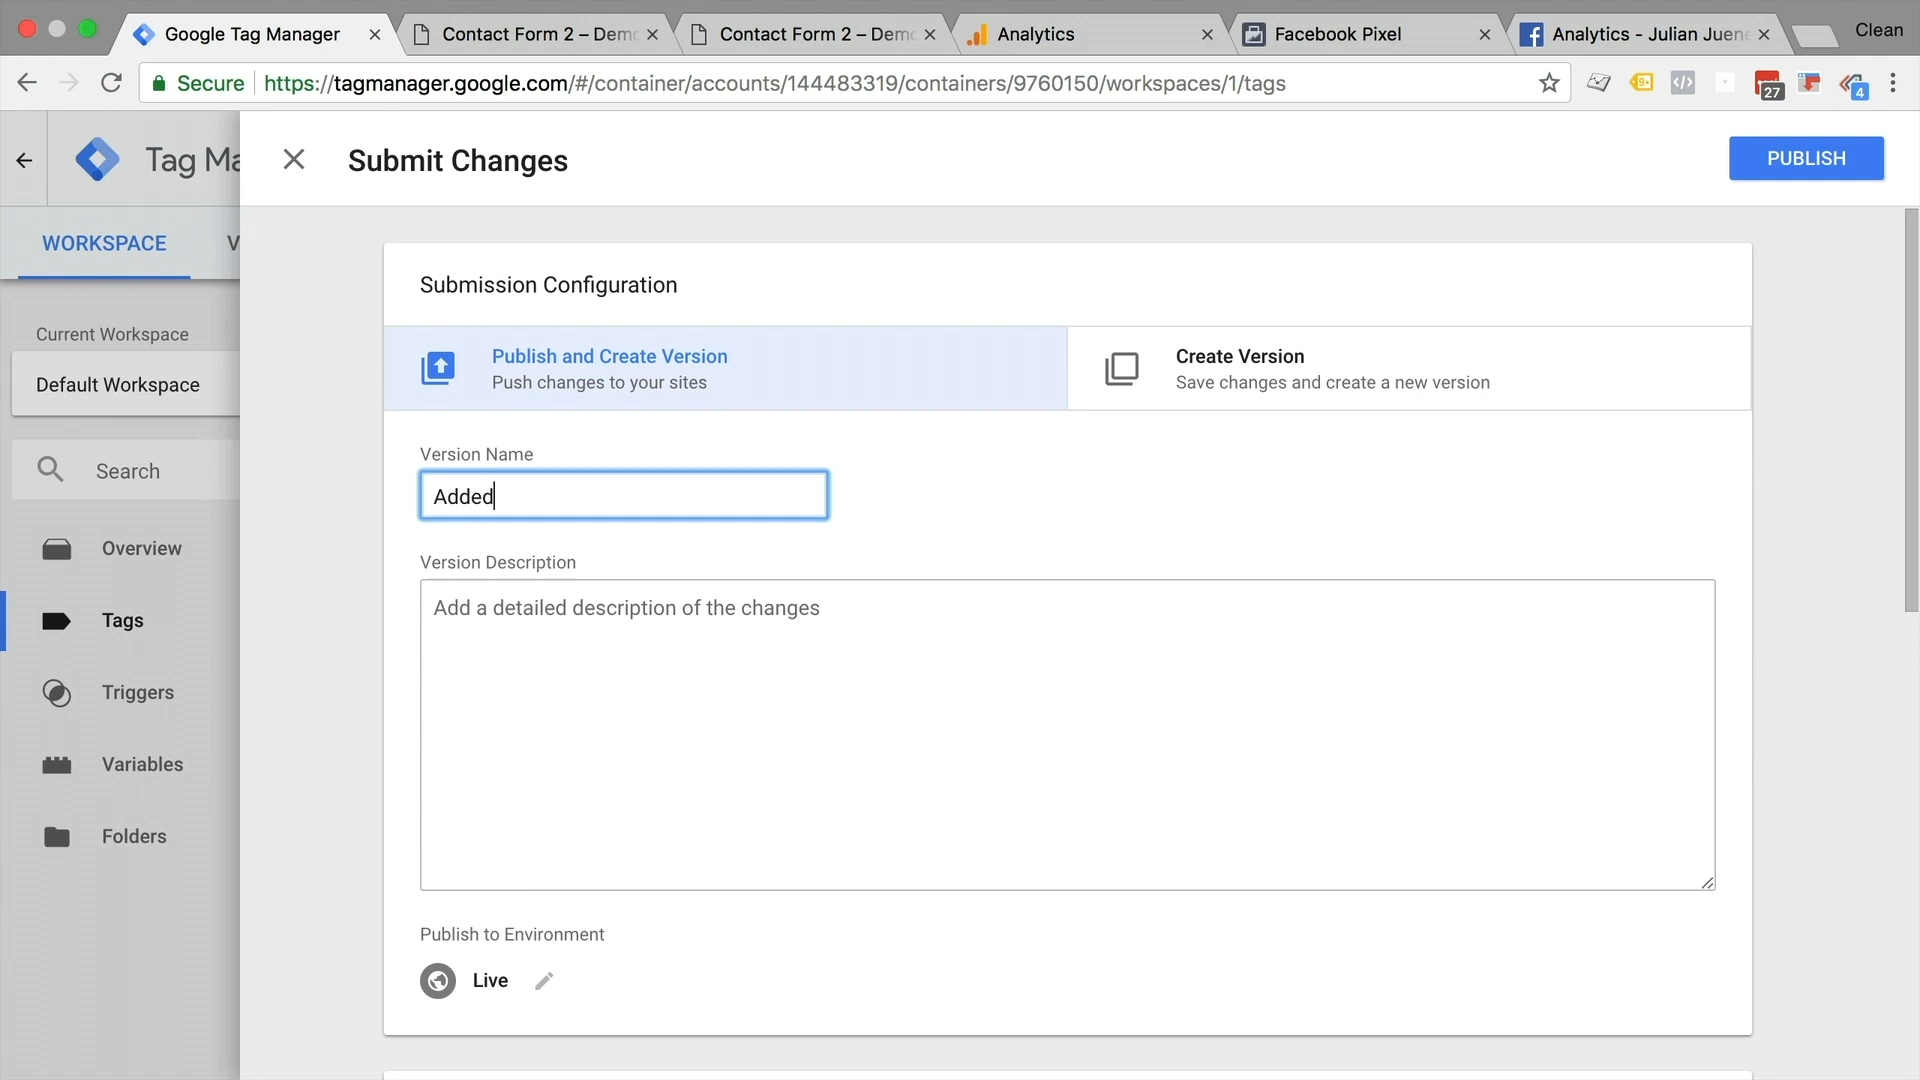 Google Tag Manager
Contact Form 2 – Demo
Contact Form 2 – Demo
Analytics
Facebook Pixel
Analytics - Julian Juene
Clean
Secure
https://tagmanager.google.com/#/container/accounts/144483319/containers/9760150/workspaces/1/tags
9+
27
4
Tag Ma
Submit Changes
PUBLISH
WORKSPACE
V
Submission Configuration
Publish and Create Version
Push changes to your sites
Create Version
Save changes and create a new version
Current Workspace
Default Workspace
Version Name
Added
Search
Version Description
Add a detailed description of the changes
Overview
Tags
Triggers
Variables
Folders
Publish to Environment
Live